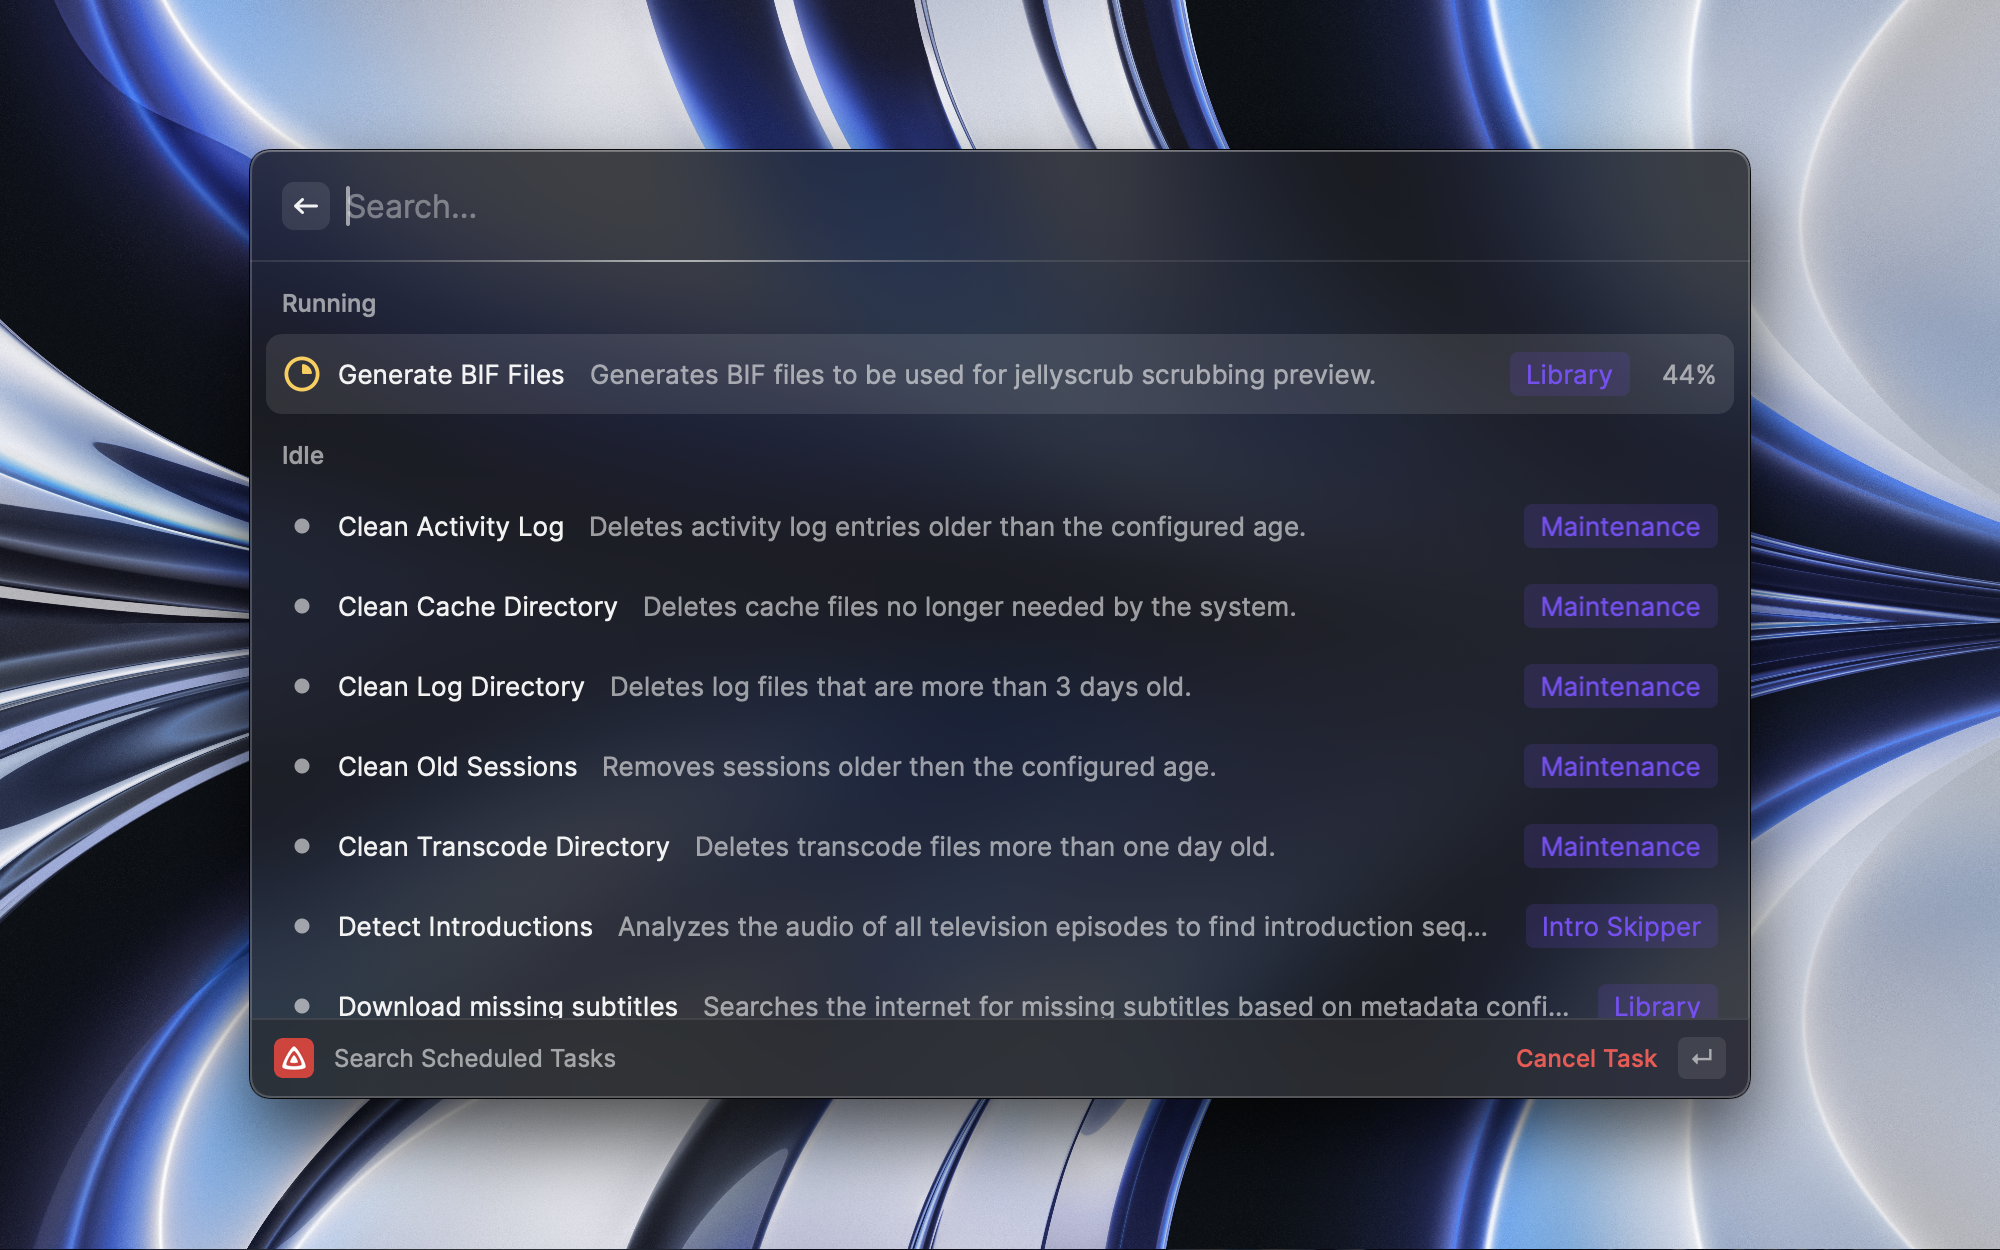 Search...
Running
Generate BIF Files Generates BIF files to be used for jellyscrub scrubbing preview. Library 44%
Idle
Clean Activity Log Deletes activity log entries older than the configured age. Maintenance
Clean Cache Directory Deletes cache files no longer needed by the system. Maintenance
Clean Log Directory Deletes log files that are more than 3 days old. Maintenance
Clean Old Sessions Removes sessions older then the configured age. Maintenance
Clean Transcode Directory Deletes transcode files more than one day old. Maintenance
Detect Introductions Analyzes the audio of all television episodes to find introduction seq... Intro Skipper
Download missing subtitles Searches the internet for missing subtitles based on metadata confi... Library
Search Scheduled Tasks Cancel Task